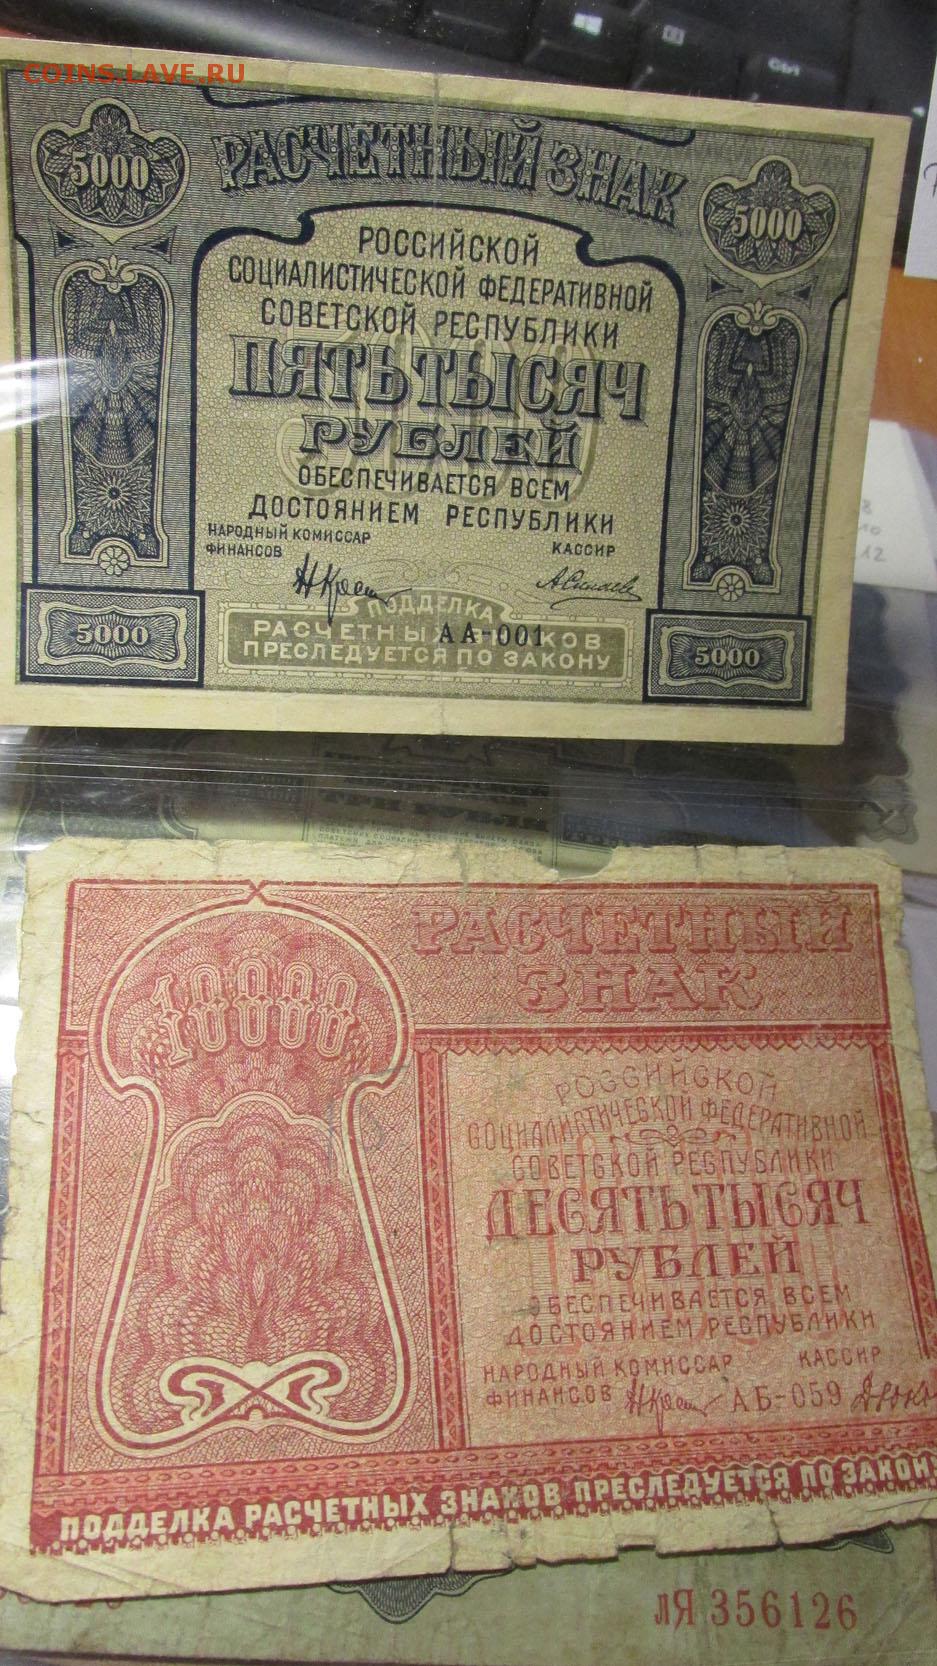 COINS.LAVE.RU
Ctrl
РАСЧЕТНЫЙ ЗНАК
5000
5000
РОССИЙСКОЙ
СОЦИАЛИСТИЧЕСКОЙ ФЕДЕРАТИВНОЙ
СОВЕТСКОЙ РЕСПУБЛИКИ
ПЯТЬ ТЫСЯЧ
РУБЛЕЙ
ОБЕСПЕЧИВАЕТСЯ ВСЕМ
ДОСТОЯНИЕМ РЕСПУБЛИКИ
НАРОДНЫЙ КОМИССАР
ФИНАНСОВ
КАССИР
5000
ПОДДЕЛКА
РАСЧЕТНЫХ ЗНАКОВ
АА-001
ПРЕСЛЕДУЕТСЯ ПО ЗАКОНУ
5000
10000
РАСЧЕТНЫЙ
ЗНАК
РОССИЙСКОЙ
СОЦИАЛИСТИЧЕСКОЙ ФЕДЕРАТИВНОЙ
СОВЕТСКОЙ РЕСПУБЛИКИ
ДЕСЯТЬ ТЫСЯЧ
РУБЛЕЙ
ОБЕСПЕЧИВАЕТСЯ ВСЕМ
ДОСТОЯНИЕМ РЕСПУБЛИКИ
НАРОДНЫЙ КОМИССАР
ФИНАНСОВ
КАССИР
АБ-059
ПОДДЕЛКА РАСЧЕТНЫХ ЗНАКОВ ПРЕСЛЕДУЕТСЯ ПО ЗАКОН
лЯ 356126